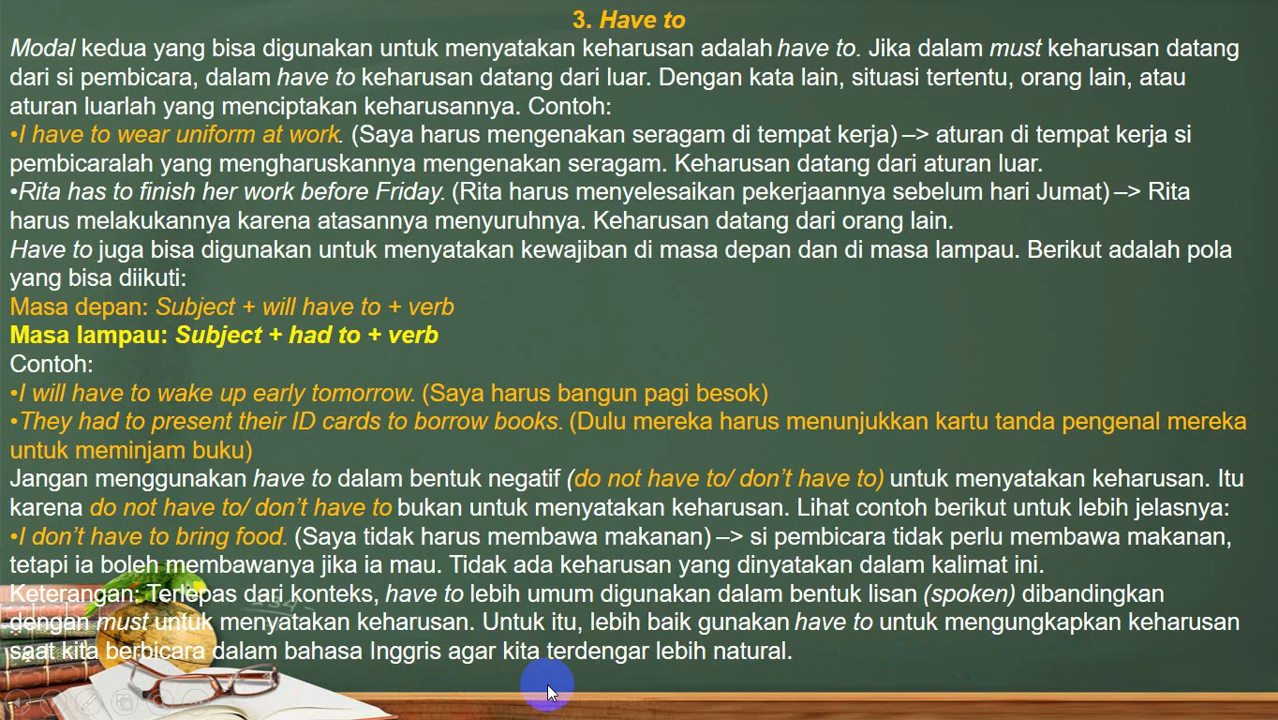 3. Have to
Modal kedua yang bisa digunakan untuk menyatakan keharusan adalah have to. Jika dalam must keharusan datang
dari si pembicara, dalam have to keharusan datang dari luar. Dengan kata lain, situasi tertentu, orang lain, atau
aturan luarlah yang menciptakan keharusannya. Contoh:
•I have to wear uniform at work. (Saya harus mengenakan seragam di tempat kerja) –> aturan di tempat kerja si
pembicaralah yang mengharuskannya mengenakan seragam. Keharusan datang dari aturan luar.
•Rita has to finish her work before Friday. (Rita harus menyelesaikan pekerjaannya sebelum hari Jumat) –> Rita
harus melakukannya karena atasannya menyuruhnya. Keharusan datang dari orang lain.
Have to juga bisa digunakan untuk menyatakan kewajiban di masa depan dan di masa lampau. Berikut adalah pola
yang bisa diikuti:
Masa depan: Subject + will have to + verb
Masa lampau: Subject + had to + verb
Contoh:
•I will have to wake up early tomorrow. (Saya harus bangun pagi besok)
•They had to present their ID cards to borrow books. (Dulu mereka harus menunjukkan kartu tanda pengenal mereka
untuk meminjam buku)
Jangan menggunakan have to dalam bentuk negatif (do not have to/ don’t have to) untuk menyatakan keharusan. Itu
karena do not have to/ don’t have to bukan untuk menyatakan keharusan. Lihat contoh berikut untuk lebih jelasnya:
•I don’t have to bring food. (Saya tidak harus membawa makanan) –> si pembicara tidak perlu membawa makanan,
tetapi ia boleh membawanya jika ia mau. Tidak ada keharusan yang dinyatakan dalam kalimat ini.
Keterangan: Terlepas dari konteks, have to lebih umum digunakan dalam bentuk lisan (spoken) dibandingkan
dengan must untuk menyatakan keharusan. Untuk itu, lebih baik gunakan have to untuk mengungkapkan keharusan
saat kita berbicara dalam bahasa Inggris agar kita terdengar lebih natural.